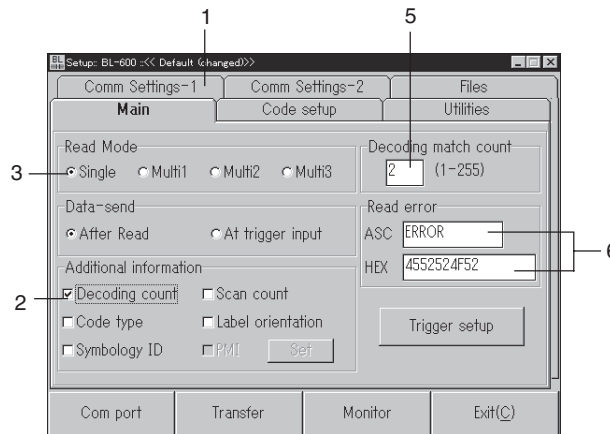 1
5
BL Setup:: BL-600 ::<< Default (changed)>>
Comm Settings-1 Comm Settings-2 Files
Main Code setup Utilities
Read Mode
3 Single Multi1 Multi2 Multi3
Decoding match count
2 (1-255)
Data-send
After Read At trigger input
Read error
ASC ERROR
HEX 4552524F52
6
Additional information
2 Decoding count Scan count
Code type Label orientation
Symbology ID PMI Set
Trigger setup
Com port Transfer Monitor Exit(C)